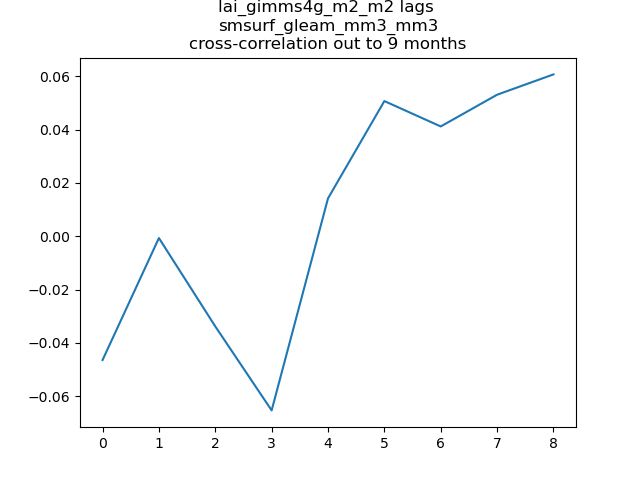 lai_gimms4g_m2_m2 lags
smsurf_gleam_mm3_mm3
cross-correlation out to 9 months
0.06
0.04
0.02
0.00
−0.02
−0.04
−0.06
0 1 2 3 4 5 6 7 8